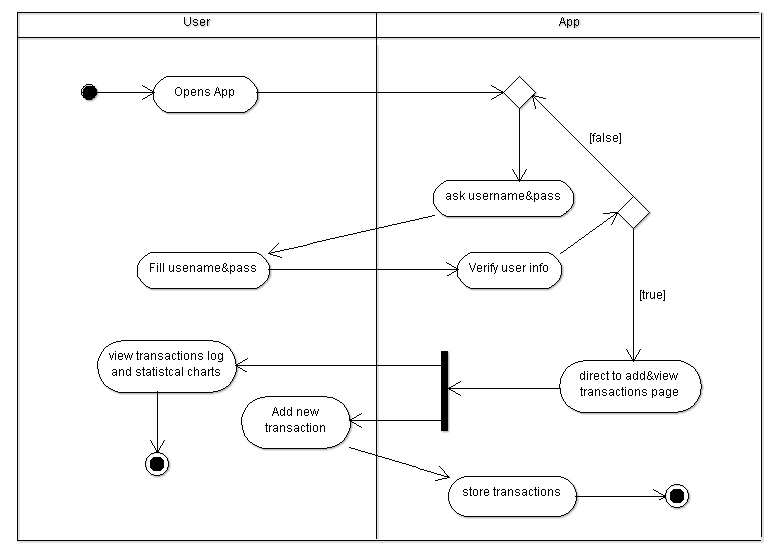 User
App
Opens App
[false]
ask username&pass
Fill usename&pass
Verify user info
[true]
view transactions log
and statistcal charts
direct to add&view
transactions page
Add new
transaction
store transactions